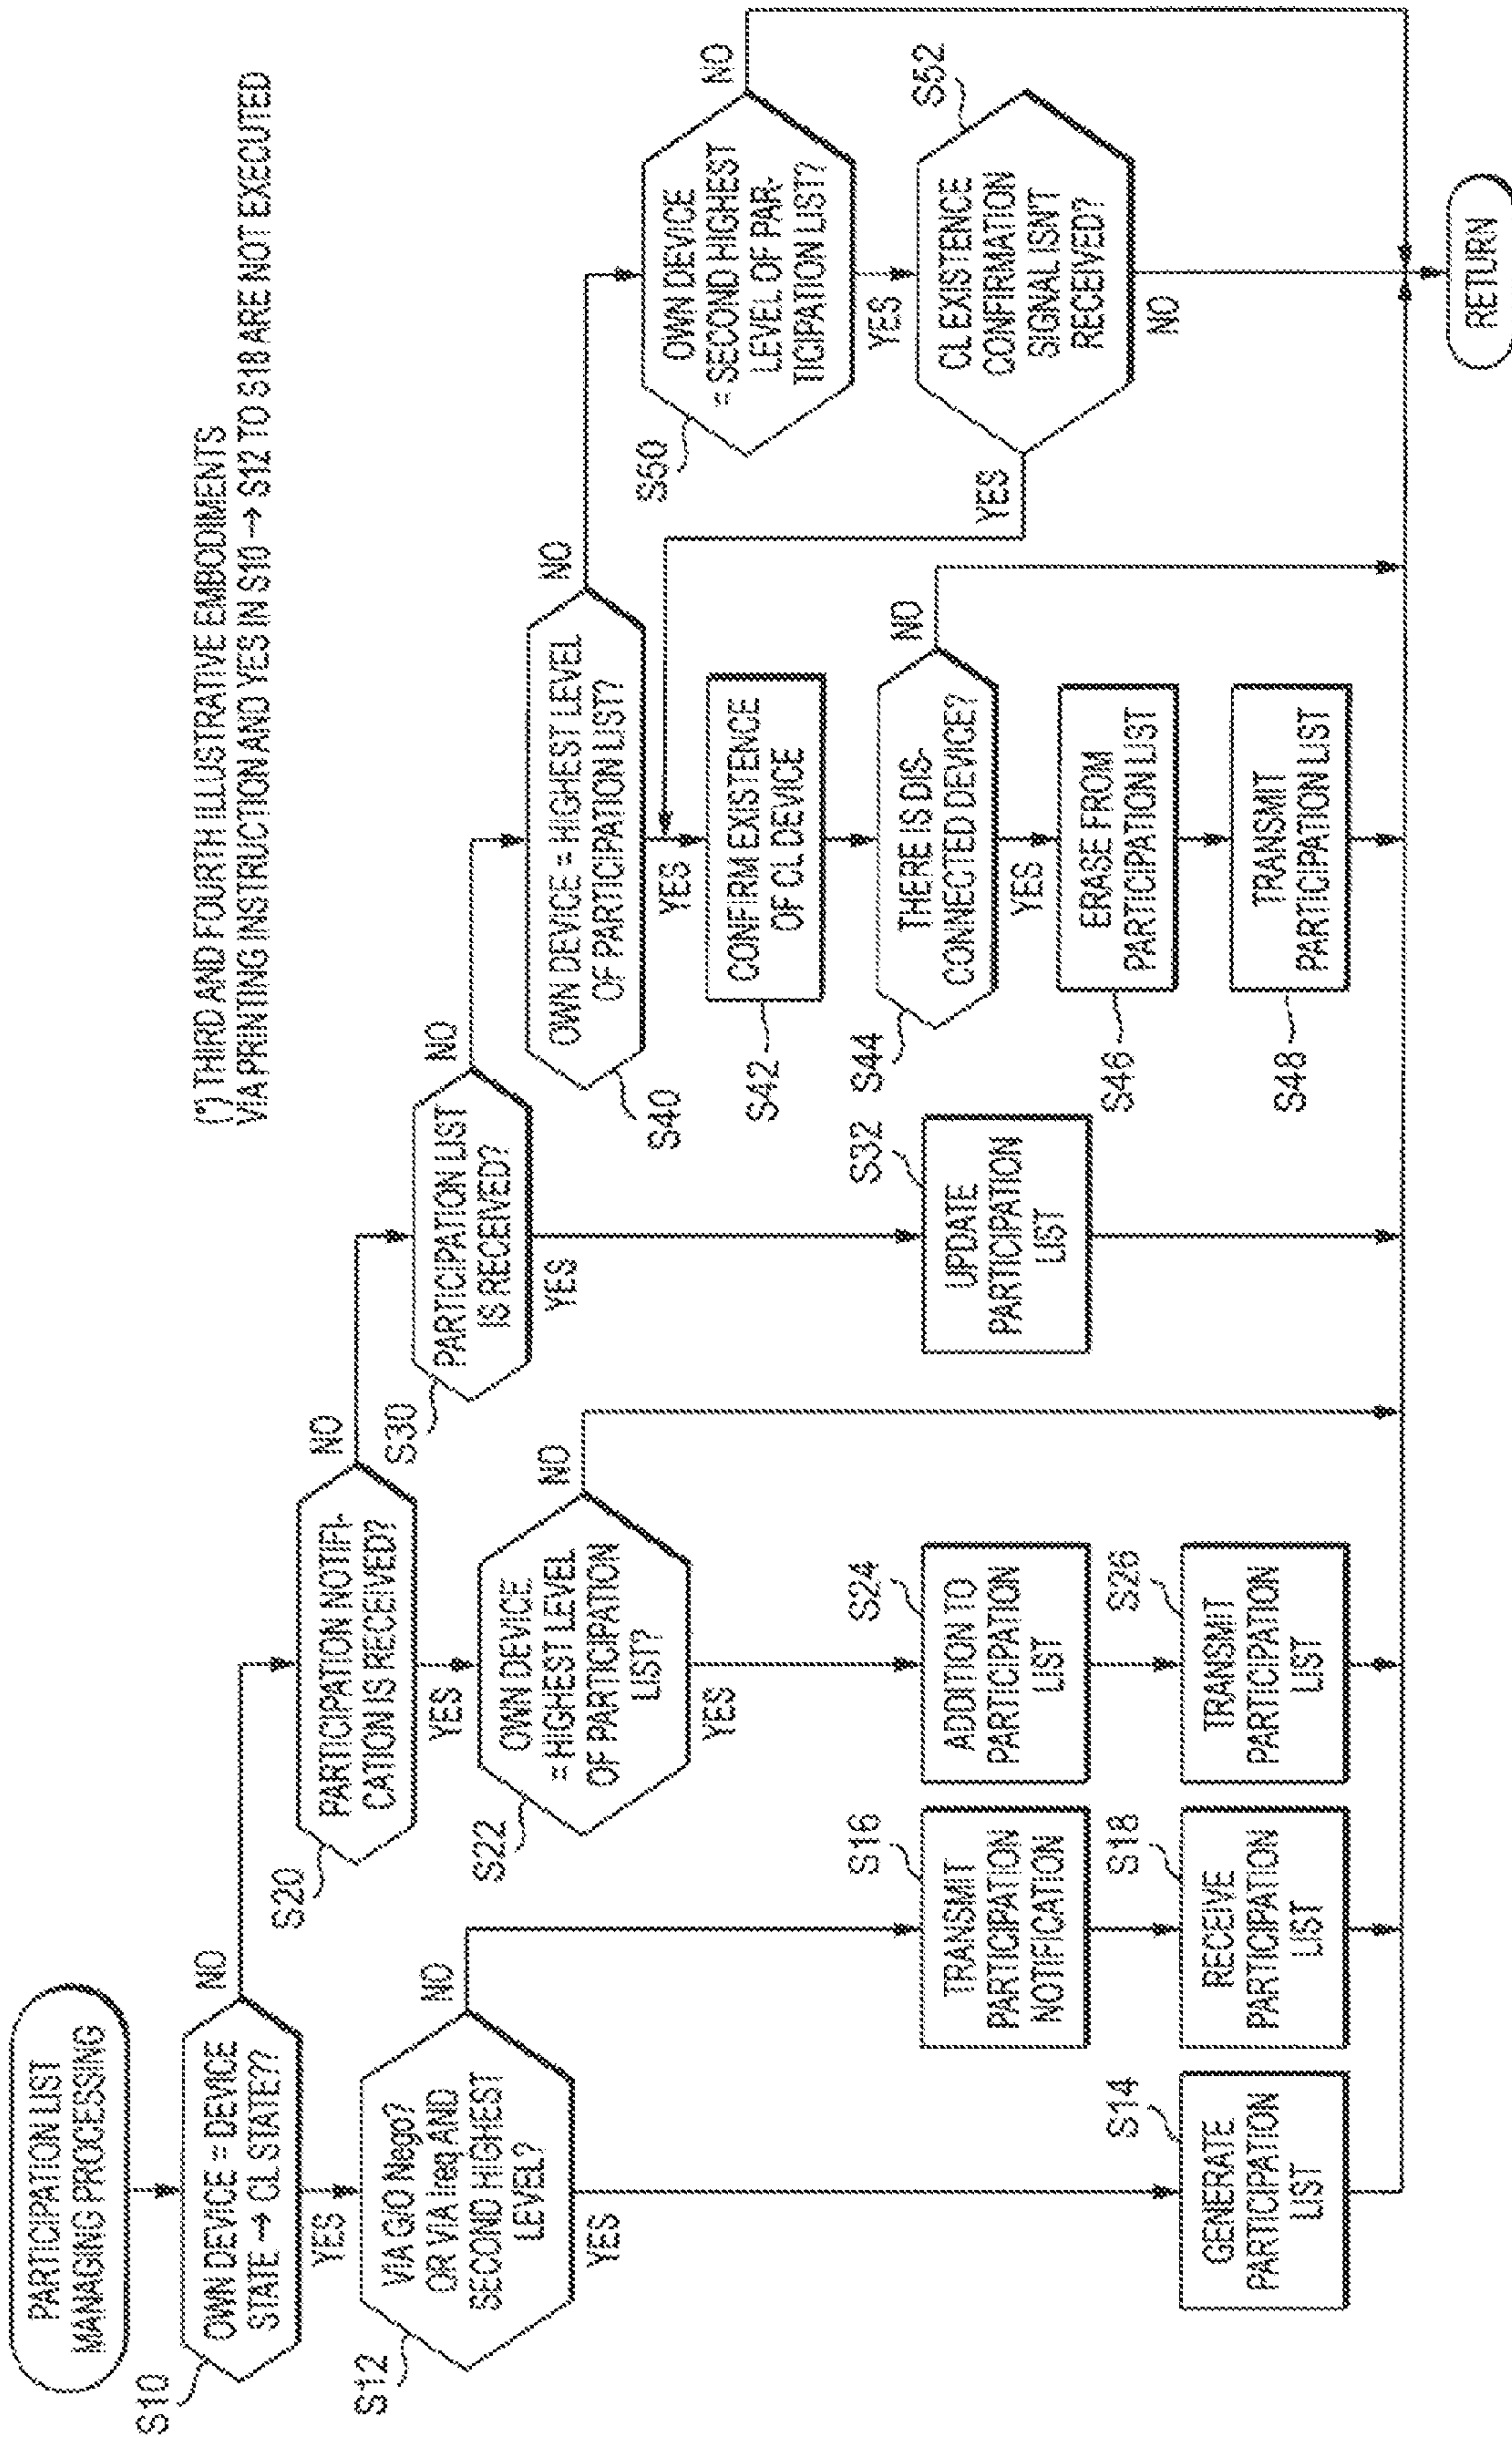 (*) THIRD AND FOURTH ILLUSTRATIVE EMBODIMENTS
VIA PRINTING INSTRUCTION AND YES IN S10 → S12 TO S18 ARE NOT EXECUTED
PARTICIPATION LIST
MANAGING PROCESSING
S10
OWN DEVICE = DEVICE
STATE → CL STATE??
NO
YES
S12
VIA G/O Nego?
OR VIA Ireq AND
SECOND HIGHEST
LEVEL?
NO
YES
S14
GENERATE
PARTICIPATION
LIST
S16
TRANSMIT
PARTICIPATION
NOTIFICATION
S18
RECEIVE
PARTICIPATION
LIST
S20
PARTICIPATION NOTIFI-
CATION IS RECEIVED?
NO
YES
S22
OWN DEVICE
= HIGHEST LEVEL
OF PARTICIPATION
LIST?
NO
YES
S24
ADDITION TO
PARTICIPATION
LIST
S26
TRANSMIT
PARTICIPATION
LIST
S30
PARTICIPATION LIST
IS RECEIVED?
NO
YES
S32
UPDATE
PARTICIPATION
LIST
S40
OWN DEVICE = HIGHEST LEVEL
OF PARTICIPATION LIST?
NO
YES
S42
CONFIRM EXISTENCE
OF CL DEVICE
S44
THERE IS DIS-
CONNECTED DEVICE?
NO
YES
S46
ERASE FROM
PARTICIPATION LIST
S48
TRANSMIT
PARTICIPATION LIST
S50
OWN DEVICE
= SECOND HIGHEST
LEVEL OF PAR-
TICIPATION LIST?
NO
YES
S52
CL EXISTENCE
CONFIRMATION
SIGNAL ISN'T
RECEIVED?
YES
NO
RETURN